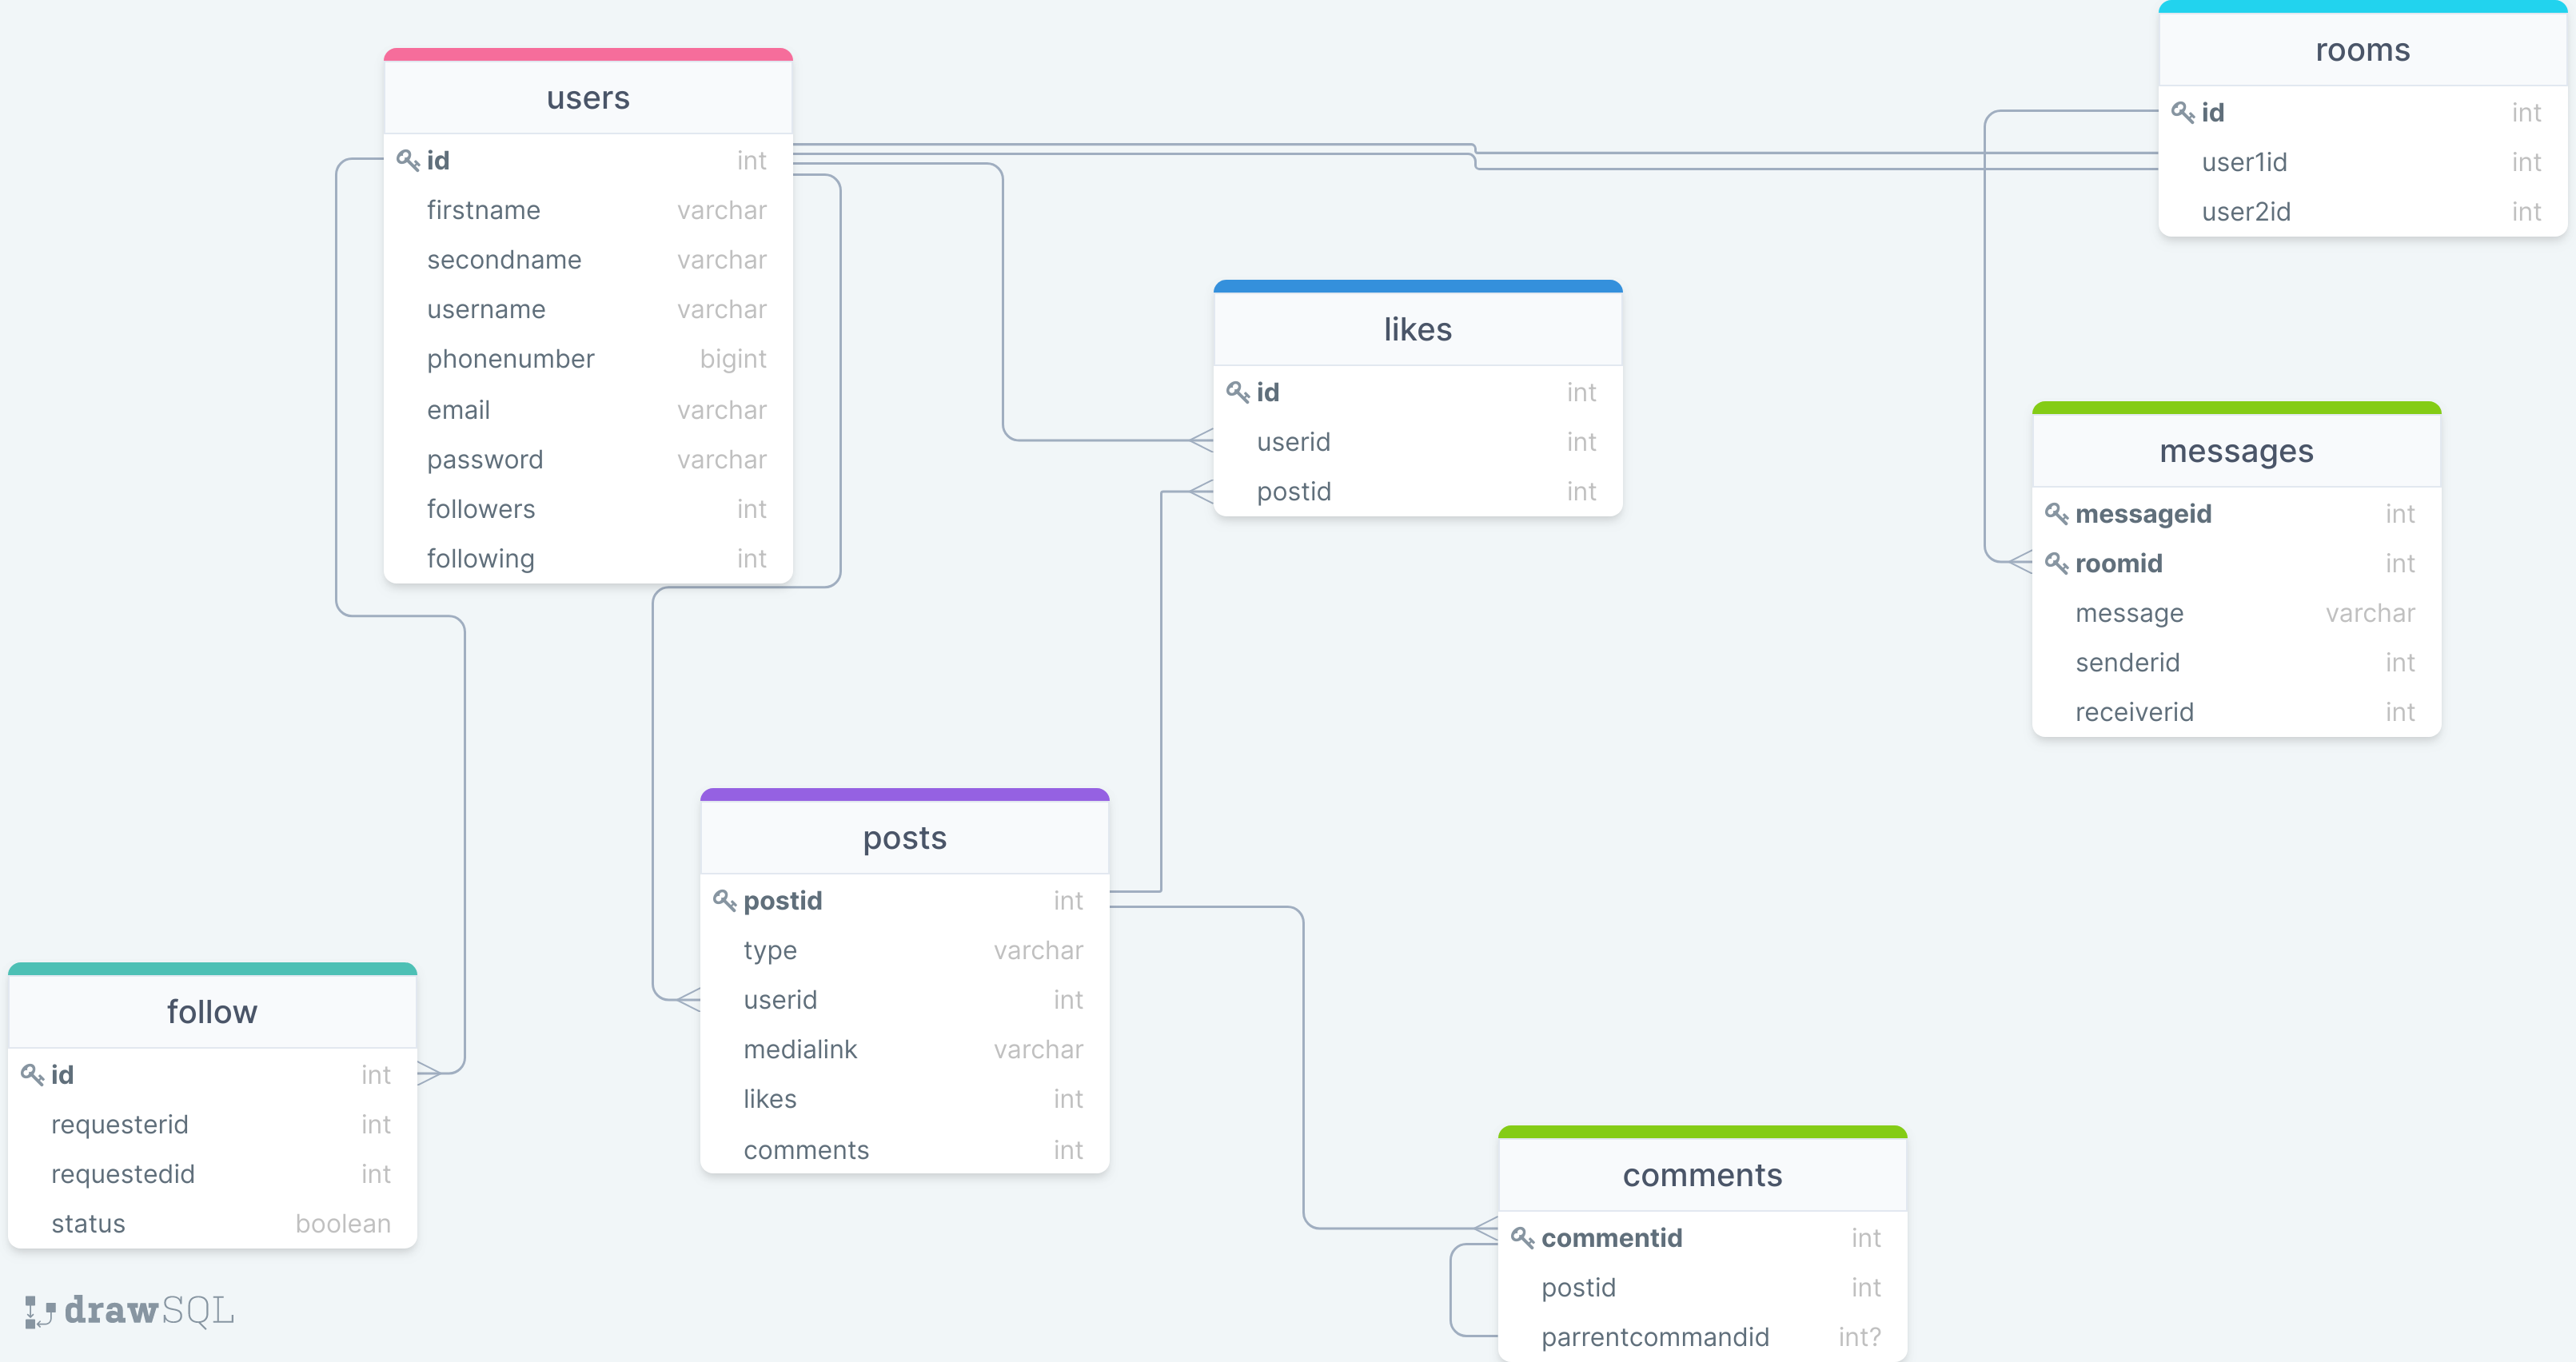 users
id int
firstname varchar
secondname varchar
username varchar
phonenumber bigint
email varchar
password varchar
followers int
following int
rooms
id int
user1id int
user2id int
likes
id int
userid int
postid int
messages
messageid int
roomid int
message varchar
senderid int
receiverid int
posts
postid int
type varchar
userid int
medialink varchar
likes int
comments int
follow
id int
requesterid int
requestedid int
status boolean
comments
commentid int
postid int
parrentcommandid int?
drawSQL